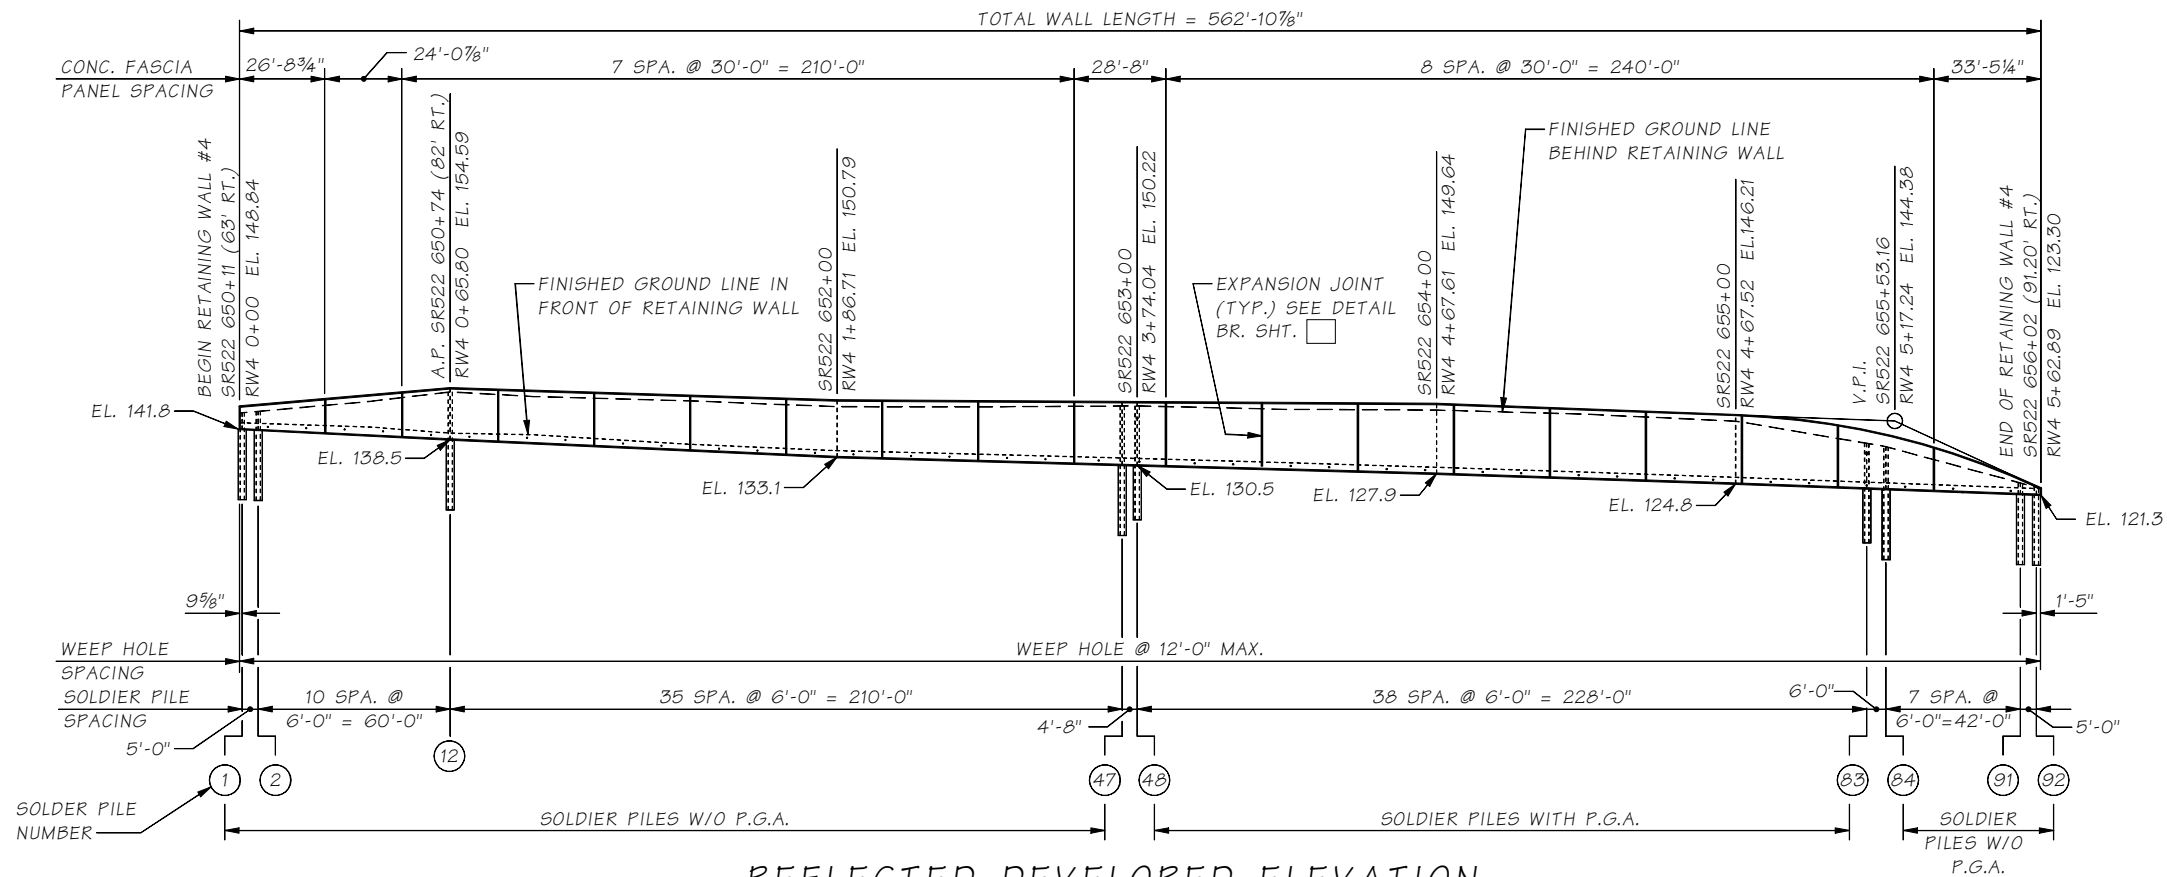 TOTAL WALL LENGTH = 562'-10⅞"
CONC. FASCIA
PANEL SPACING
26'-8¾"
24'-0⅞"
7 SPA. @ 30'-0" = 210'-0"
28'-8"
8 SPA. @ 30'-0" = 240'-0"
33'-5¼"
BEGIN RETAINING WALL #4
SR522 650+11 (63' RT.)
RW4 0+00 EL. 148.84
A.P. SR522 650+74 (82' RT.)
RW4 0+65.80 EL. 154.59
SR522 652+00
RW4 1+86.71 EL. 150.79
SR522 653+00
RW4 3+74.04 EL. 150.22
SR522 654+00
RW4 4+67.61 EL. 149.64
SR522 655+00
RW4 4+67.52 EL.146.21
V.P.I.
SR522 655+53.16
RW4 5+17.24 EL. 144.38
END OF RETAINING WALL #4
SR522 656+02 (91.20' RT.)
RW4 5+62.89 EL. 123.30
FINISHED GROUND LINE
BEHIND RETAINING WALL
FINISHED GROUND LINE IN
FRONT OF RETAINING WALL
EXPANSION JOINT
(TYP.) SEE DETAIL
BR. SHT.
EL. 141.8
EL. 138.5
EL. 133.1
EL. 130.5
EL. 127.9
EL. 124.8
EL. 121.3
9⅝"
1'-5"
WEEP HOLE
SPACING
WEEP HOLE @ 12'-0" MAX.
SOLDIER PILE
SPACING
5'-0"
10 SPA. @
6'-0" = 60'-0"
35 SPA. @ 6'-0" = 210'-0"
4'-8"
38 SPA. @ 6'-0" = 228'-0"
6'-0"
7 SPA. @
6'-0"=42'-0"
5'-0"
1
2
12
47
48
83
84
91
92
SOLDER PILE
NUMBER
SOLDIER PILES W/O P.G.A.
SOLDIER PILES WITH P.G.A.
SOLDIER
PILES W/O
P.G.A.
REFLECTED DEVELOPED ELEVATION